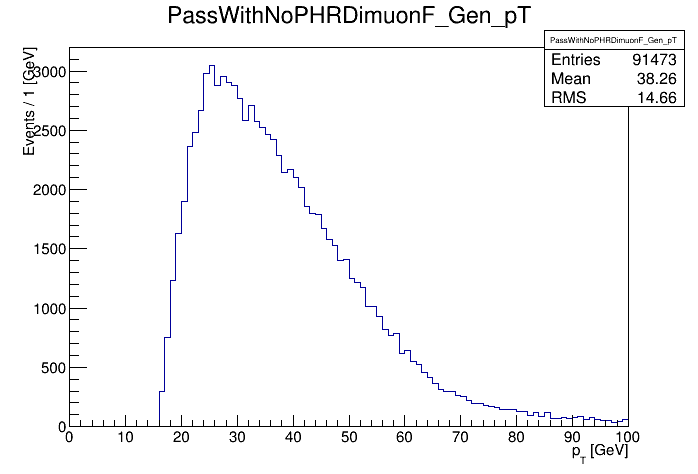 PassWithNoPHRDimuonF_Gen_pT
PassWithNoPHRDimuonF_Gen_pT
Entries 91473
Mean 38.26
RMS 14.66
Events / 1 [GeV]
3000
2500
2000
1500
1000
500
0
0 10 20 30 40 50 60 70 80 90 100
p_T [GeV]